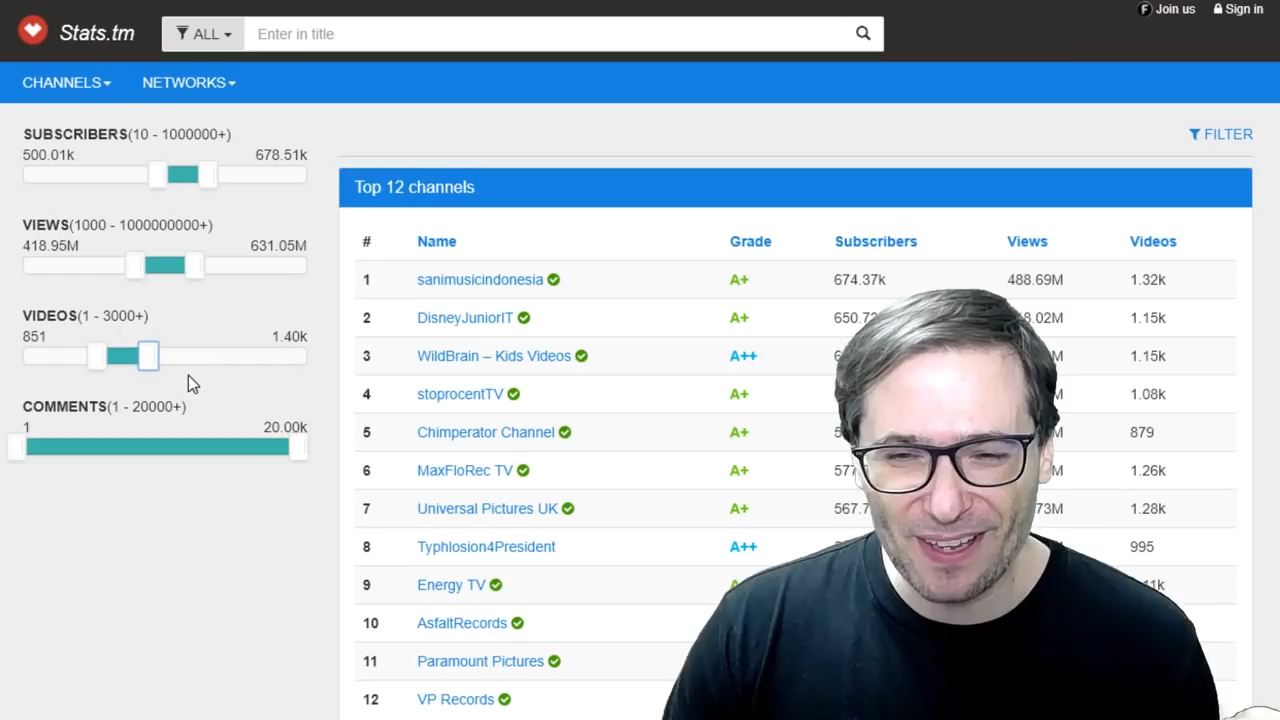 Join us Sign in
Stats.tm ALL Enter in title
CHANNELS NETWORKS
SUBSCRIBERS(10 - 1000000+)
500.01k 678.51k
VIEWS(1000 - 1000000000+)
418.95M 631.05M
VIDEOS(1 - 3000+)
851 1.40k
COMMENTS(1 - 20000+)
1 20.00k
FILTER
Top 12 channels
# Name Grade Subscribers Views Videos
1 sanimusicindonesia A+ 674.37k 488.69M 1.32k
2 DisneyJuniorIT A+ 1.15k
3 WildBrain – Kids Videos A++ 1.15k
4 stoprocentTV A+ 1.08k
5 Chimperator Channel A+ 879
6 MaxFloRec TV A+ 1.26k
7 Universal Pictures UK A+ 1.28k
8 Typhlosion4President A++ 995
9 Energy TV
10 AsfaltRecords
11 Paramount Pictures
12 VP Records